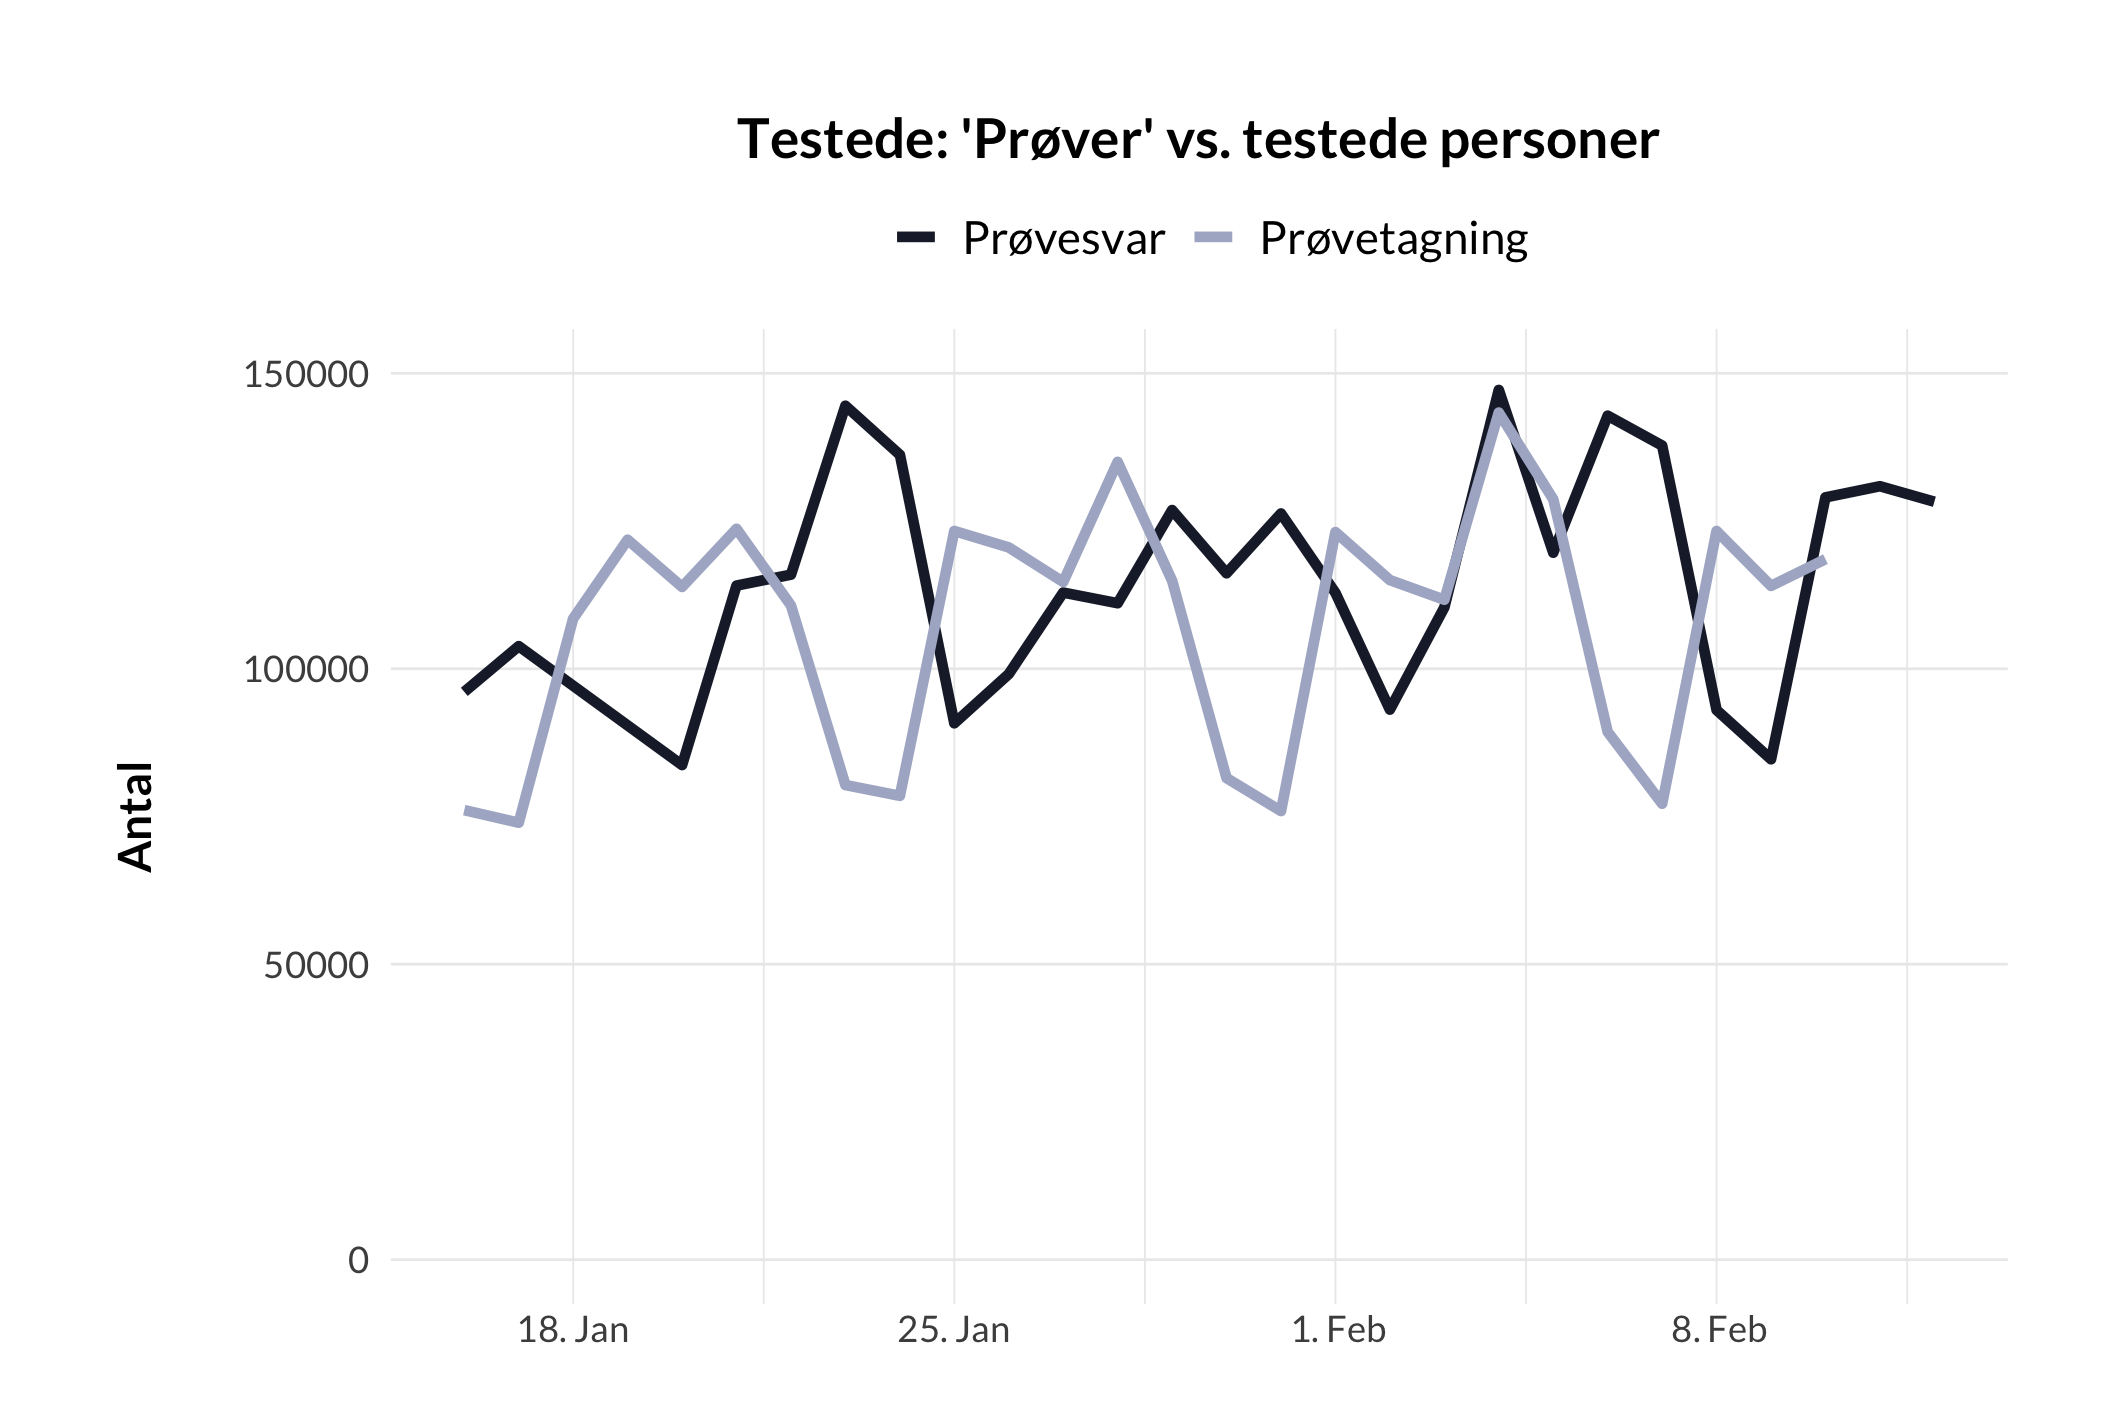 Testede: 'Prøver' vs. testede personer
Prøvesvar Prøvetagning
150000
100000
50000
0
Antal
18. Jan 25. Jan 1. Feb 8. Feb